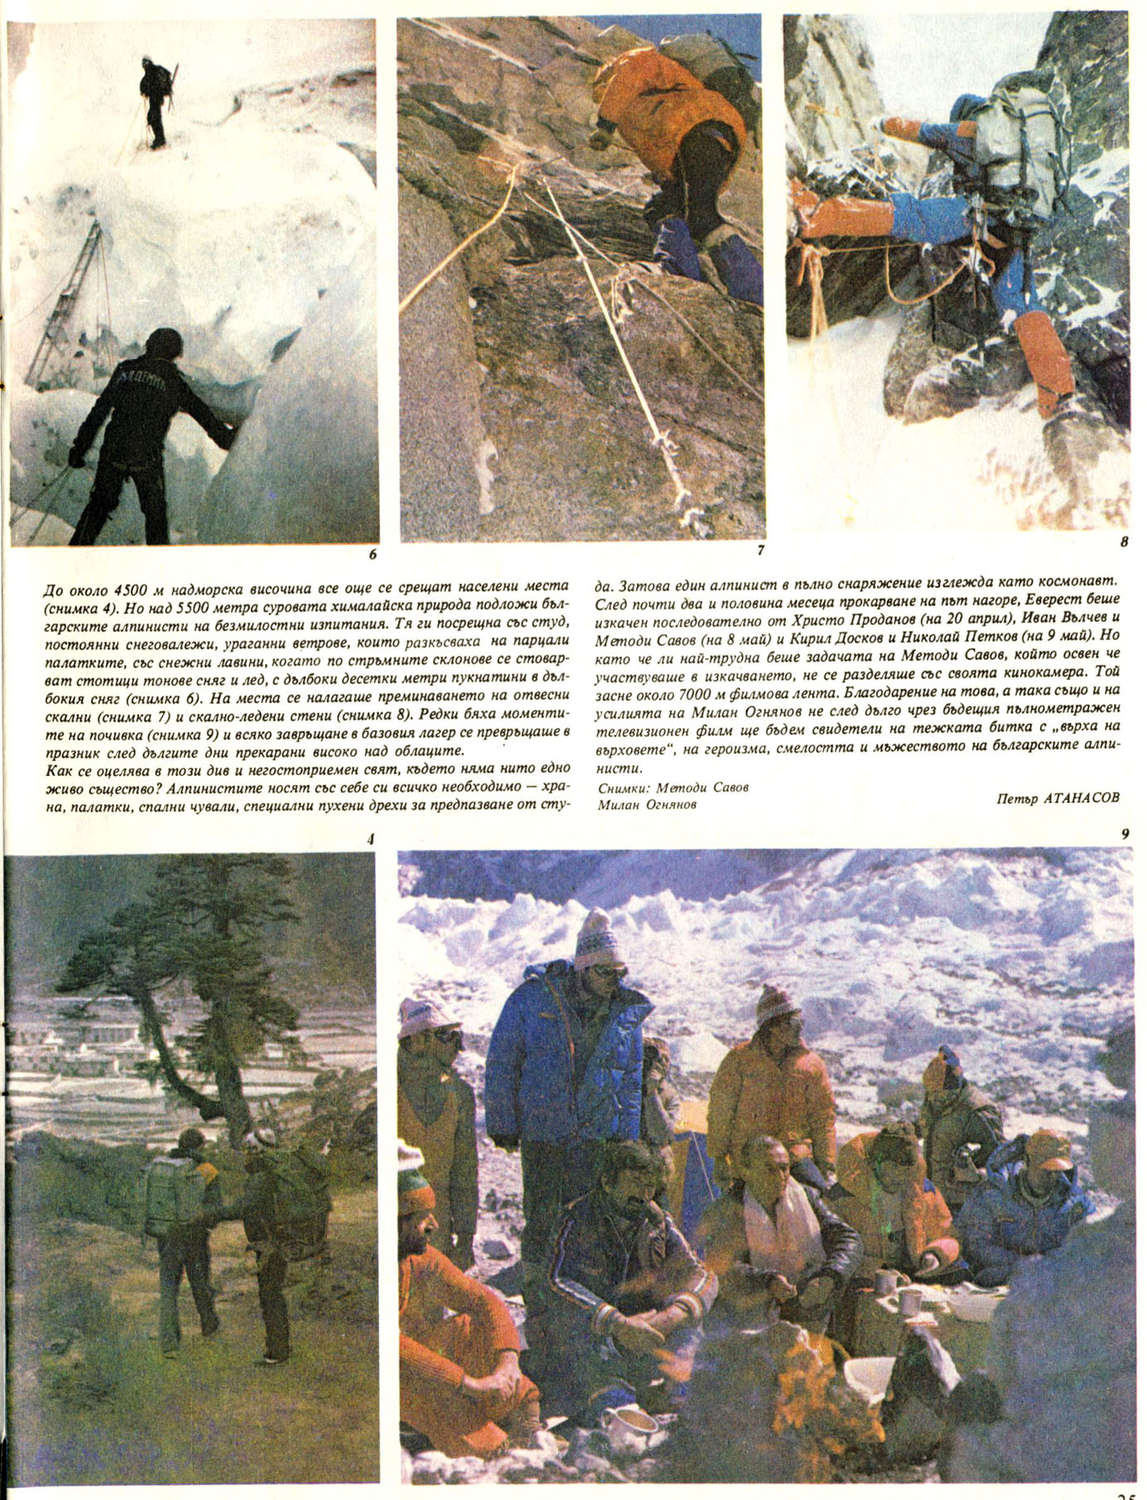 6
7
8
До около 4500 м надморска височина все още се срещат населени места
(снимка 4). Но над 5500 метра суровата хималайска природа подложи бъл-
гарските алпинисти на безмилостни изпитания. Тя ги посрещна със студ,
постоянни снеговалежи, ураганни ветрове, които разкъсваха на парцали
палатките, със снежни лавини, когато по стръмните склонове се стовар-
ват стотици тонове сняг и лед, с дълбоки десетки метри пукнатини в дъл-
бокия сняг (снимка 6). На места се налагаше преминаването на отвесни
скални (снимка 7) и скално-ледени стени (снимка 8). Редки бяха моменти-
те на почивка (снимка 9) и всяко завръщане в базовия лагер се превръщаше в
празник след дългите дни прекарани високо над облаците.
Как се оцелява в този див и негостоприемен свят, където няма нито едно
живо същество? Алпинистите носят със себе си всичко необходимо — хра-
на, палатки, спални чували, специални пухени дрехи за предпазване от сту-
да. Затова един алпинист в пълно снаряжение изглежда като космонавт.
След почти два и половина месеца прокарване на път нагоре, Еверест беше
изкачен последователно от Христо Проданов (на 20 април), Иван Вълчев и
Методи Савов (на 8 май) и Кирил Досков и Николай Петков (на 9 май). Но
като че ли най-трудна беше задачата на Методи Савов, който освен че
участвуваше в изкачването, не се разделяше със своята кинокамера. Той
засне около 7000 м филмова лента. Благодарение на това, а така също и на
усилията на Милан Огнянов не след дълго чрез бъдещия пълнометражен
телевизионен филм ще бъдем свидетели на тежката битка с „върха на
върховете“, на героизма, смелостта и мъжеството на българските алпи-
нисти.
Снимки: Методи Савов
Милан Огнянов
Петър АТАНАСОВ
4
9